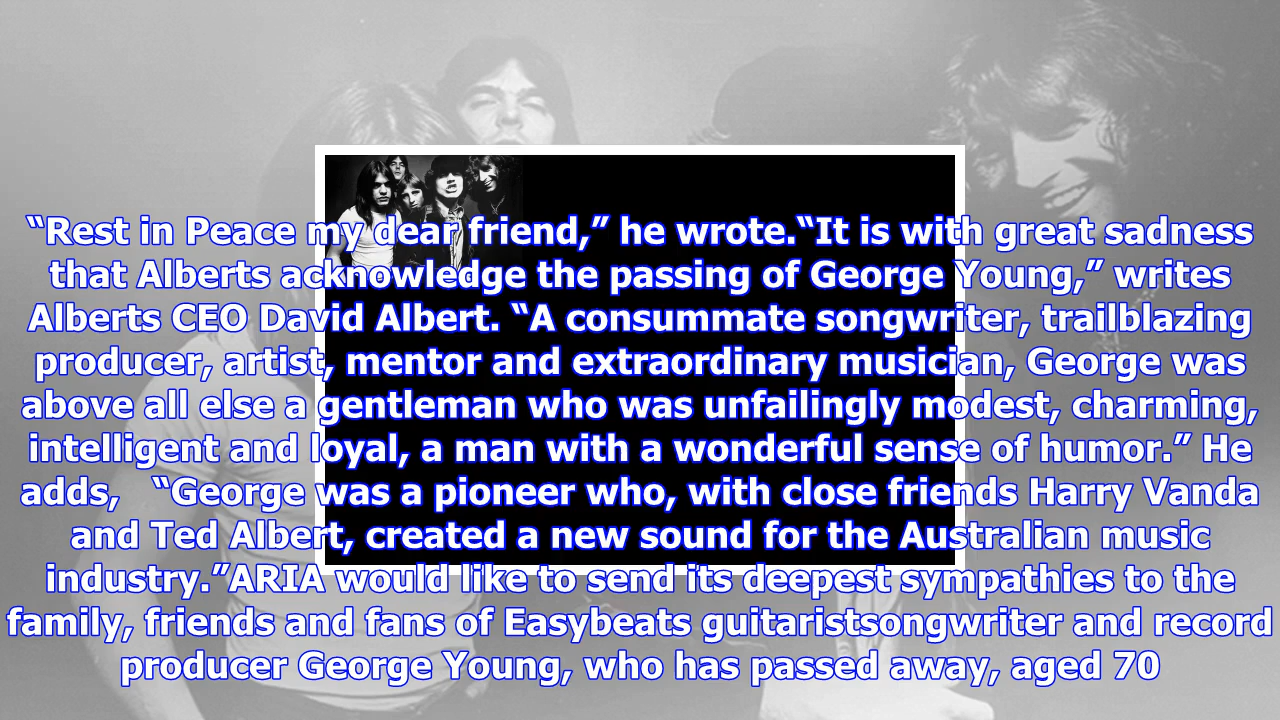 “Rest in Peace my dear friend,” he wrote.“It is with great sadness
that Alberts acknowledge the passing of George Young,” writes
Alberts CEO David Albert. “A consummate songwriter, trailblazing
producer, artist, mentor and extraordinary musician, George was
above all else a gentleman who was unfailingly modest, charming,
intelligent and loyal, a man with a wonderful sense of humor.” He
adds,   “George was a pioneer who, with close friends Harry Vanda
and Ted Albert, created a new sound for the Australian music
industry.”ARIA would like to send its deepest sympathies to the
family, friends and fans of Easybeats guitaristsongwriter and record
producer George Young, who has passed away, aged 70